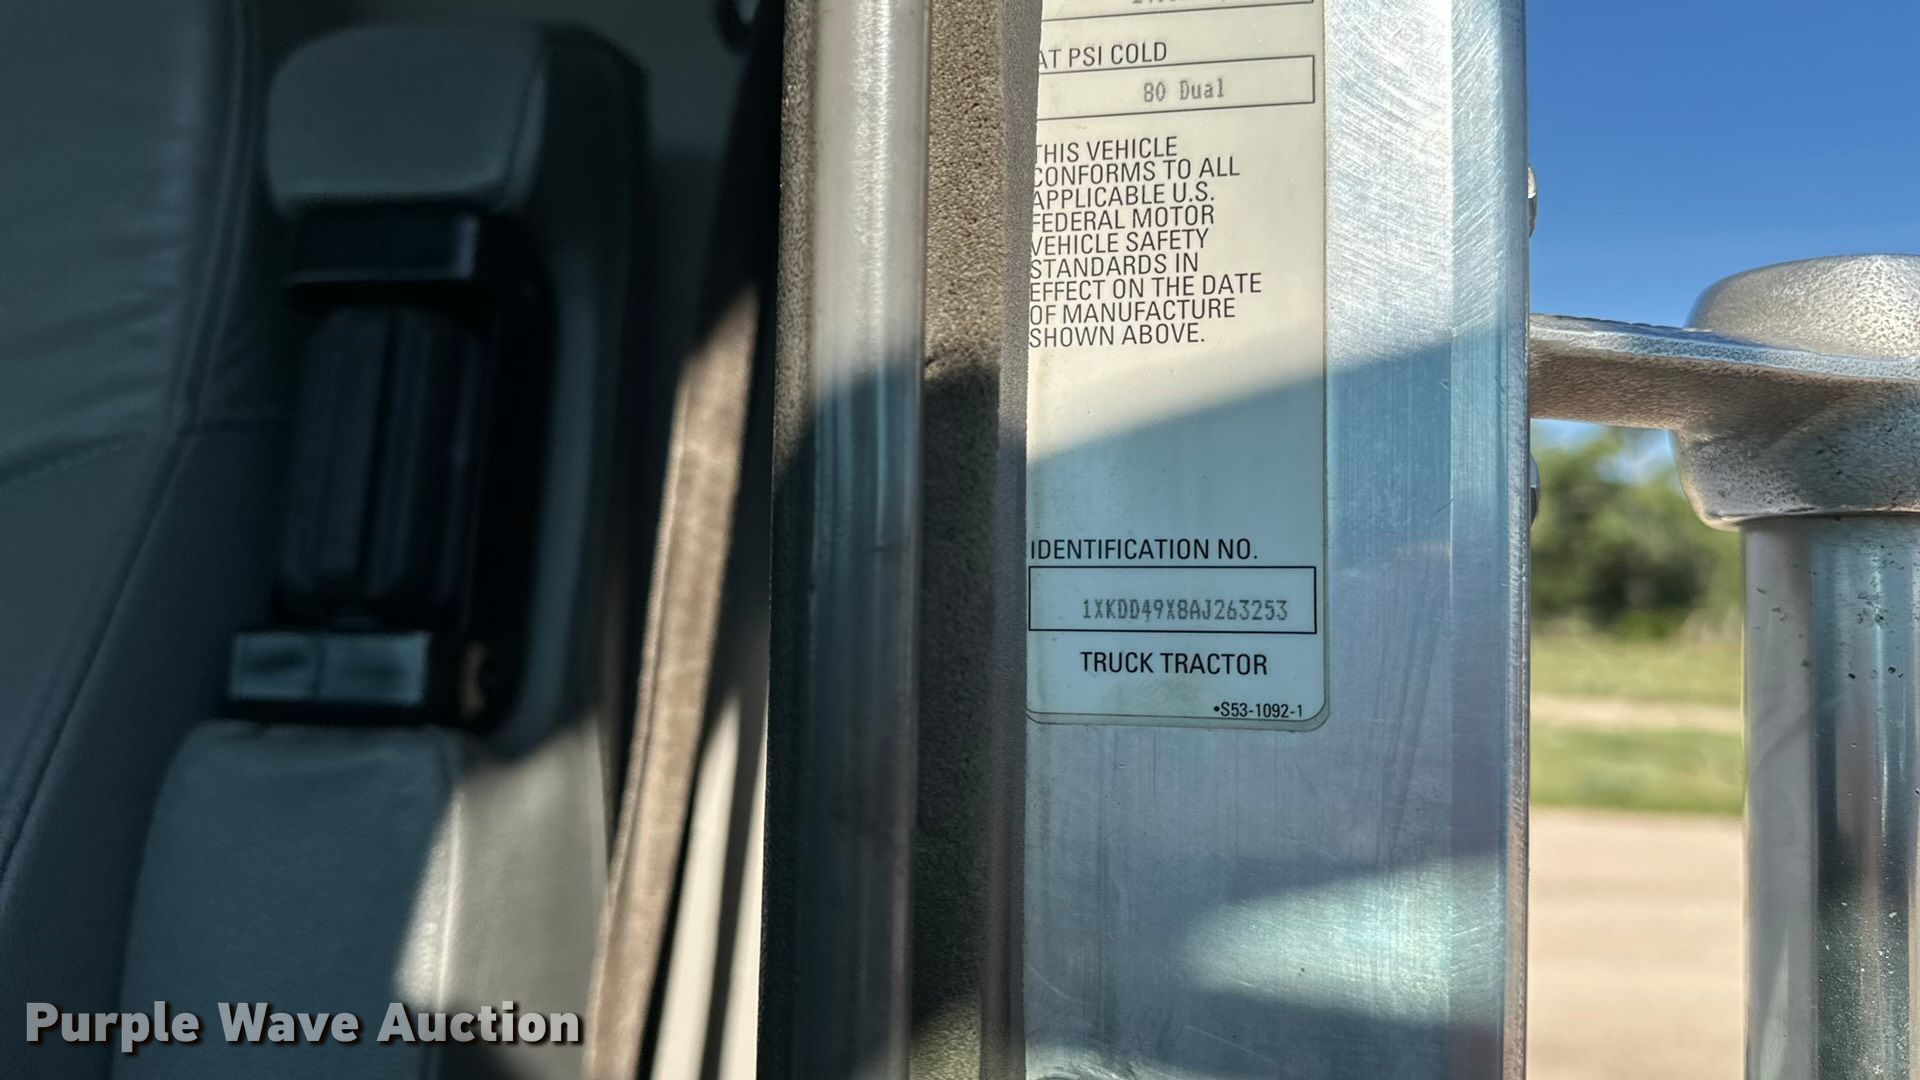 AT PSI COLD
80 Dual
THIS VEHICLE
CONFORMS TO ALL
APPLICABLE U.S.
FEDERAL MOTOR
VEHICLE SAFETY
STANDARDS IN
EFFECT ON THE DATE
OF MANUFACTURE
SHOWN ABOVE.
IDENTIFICATION NO.
1XKDD49X8AJ263253
TRUCK TRACTOR
•S53-1092-1
Purple Wave Auction